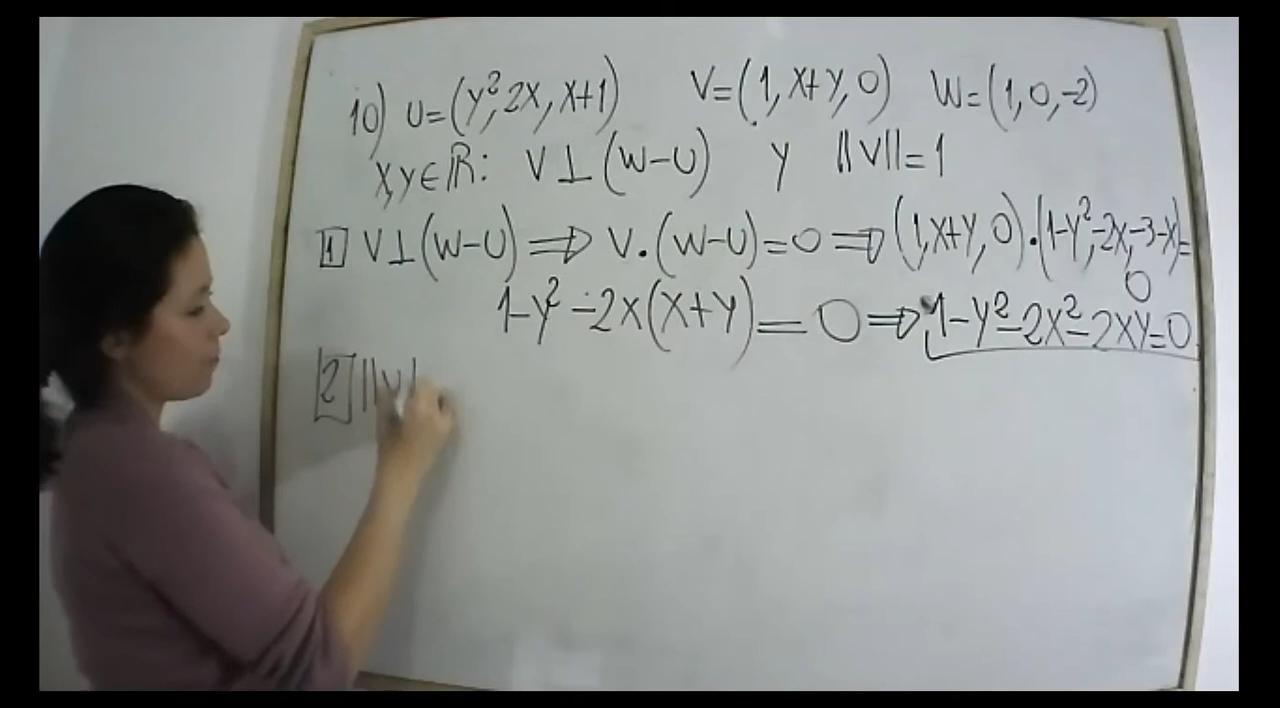 10) U=(y²,2x,x+1) V=(1,x+y,0) W=(1,0,-2)
x,y∈ℝ: V⊥(W-U) y ||V||=1
1 V⊥(W-U) ⇒ V.(W-U)=0 ⇒ (1,x+y,0).(1-y²,-2x,-3-x)=
0
1-y²-2x(x+y)=0 ⇒ 1-y²-2x²-2xy=0
2 ||V|